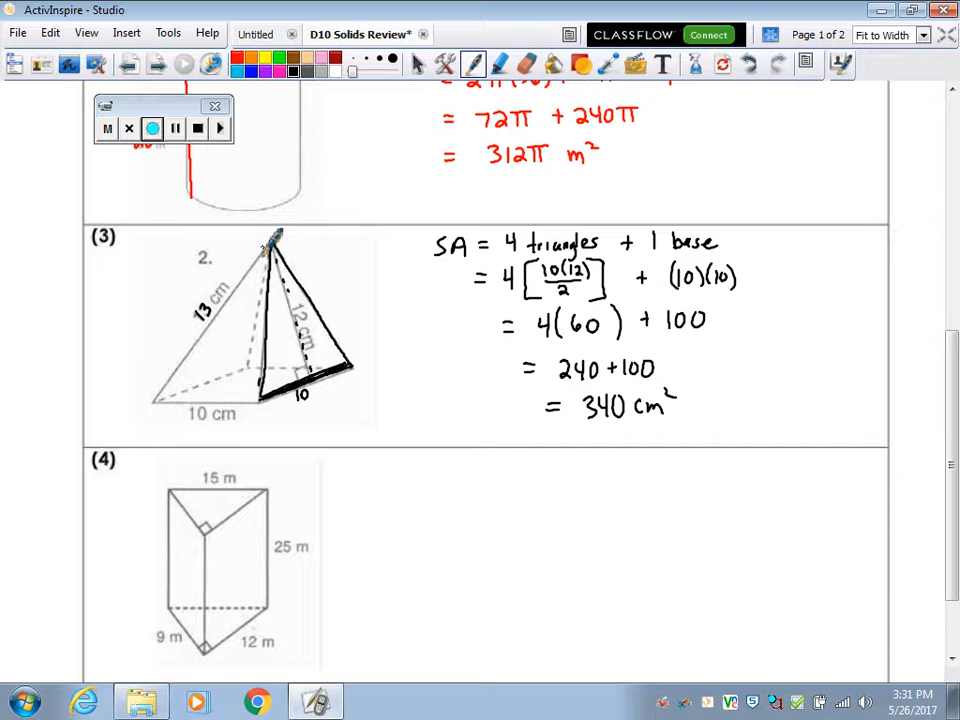 ActivInspire - Studio
File Edit View Insert Tools Help
Untitled
D10 Solids Review*
CLASSFLOW Connect
Page 1 of 2
Fit to Width
M
= 72π + 240π
= 312π m²
(3)
2.
13 cm
12 cm
10
10 cm
SA = 4 triangles + 1 base
= 4 [10(12)/2] + (10)(10)
= 4(60) + 100
= 240 + 100
= 340 cm²
(4)
15 m
25 m
9 m
12 m
3:31 PM
5/26/2017